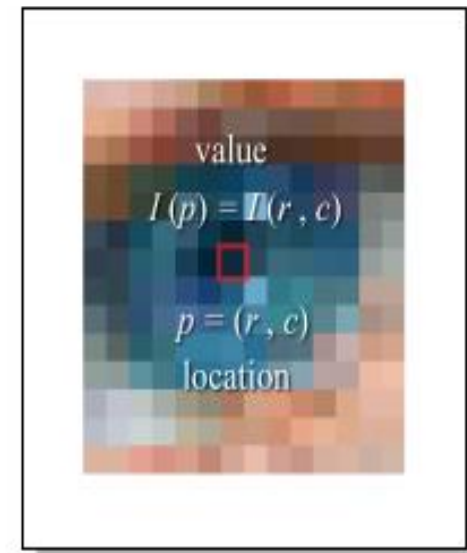 value
I(p) = I(r , c)
p = (r , c)
location